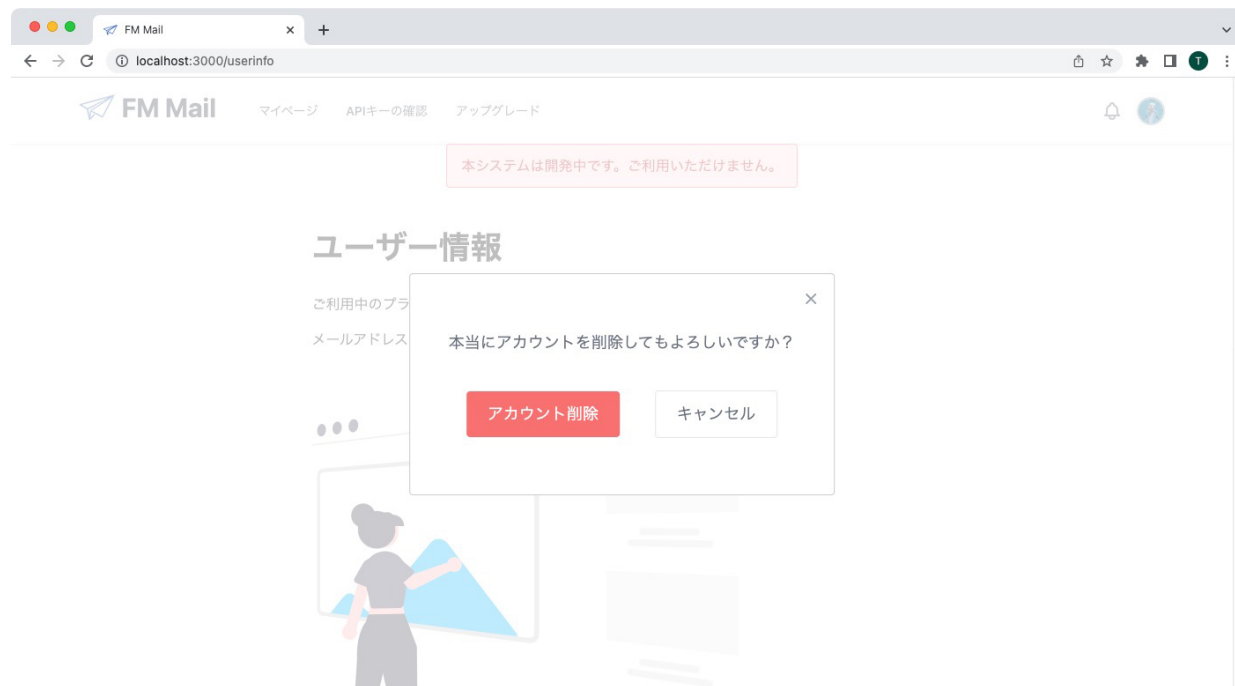 FM Mail
localhost:3000/userinfo
T
FM Mail マイページ APIキーの確認 アップグレード
本システムは開発中です。ご利用いただけません。
ユーザー情報
ご利用中のプラ
メールアドレス
本当にアカウントを削除してもよろしいですか？
アカウント削除 キャンセル